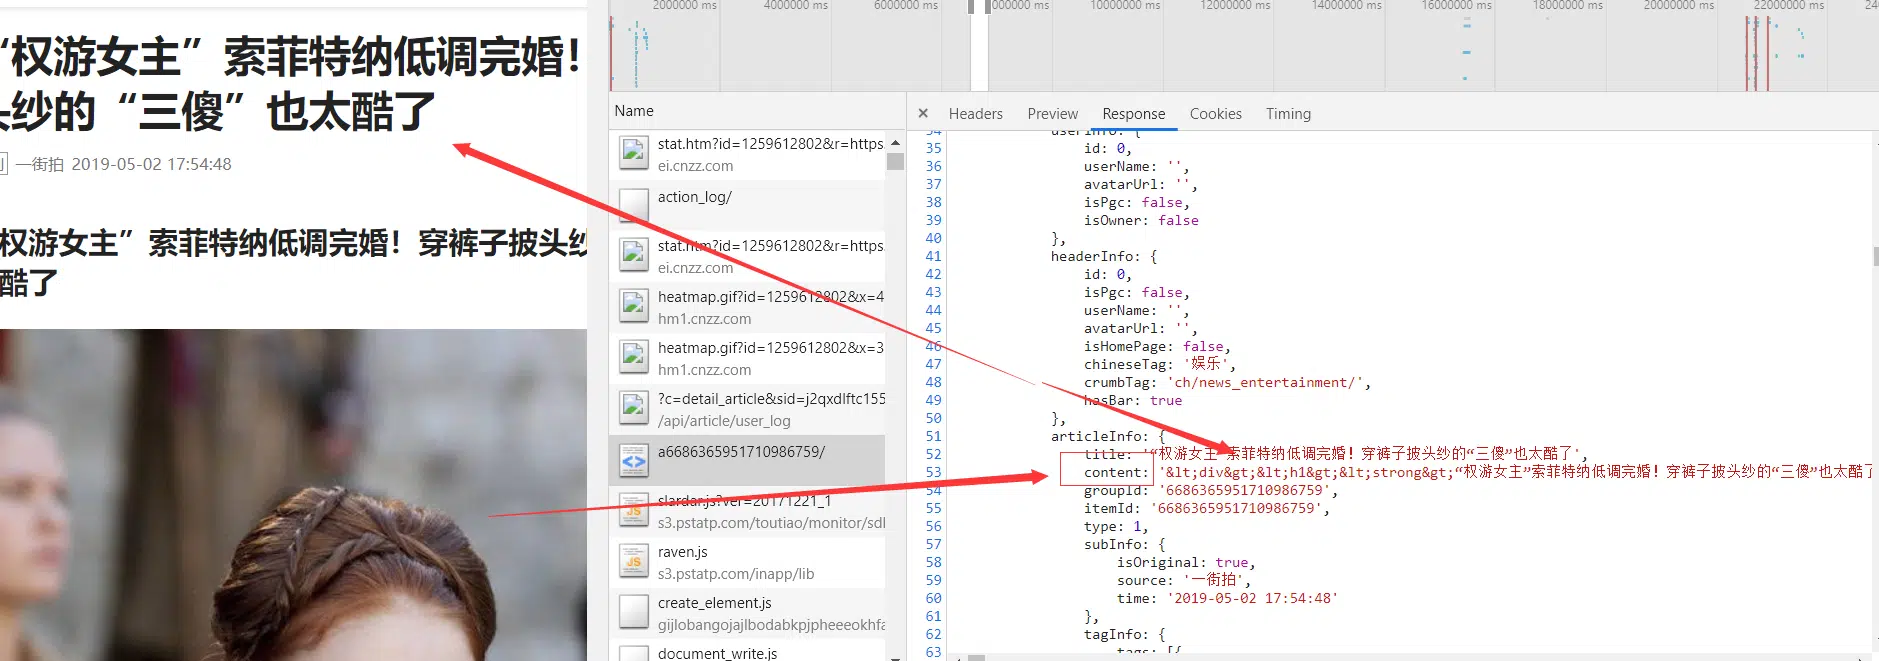 “权游女主”索菲特纳低调完婚！
头纱的“三傻”也太酷了
一街拍 2019-05-02 17:54:48
权游女主”索菲特纳低调完婚！穿裤子披头纱
酷了
2000000 ms
4000000 ms
6000000 ms
000000 ms
10000000 ms
12000000 ms
14000000 ms
16000000 ms
18000000 ms
20000000 ms
22000000 ms
24
Name
stat.htm?id=1259612802&r=https
ei.cnzz.com
action_log/
stat.htm?id=1259612802&r=https
ei.cnzz.com
heatmap.gif?id=1259612802&x=4
hm1.cnzz.com
heatmap.gif?id=1259612802&x=3
hm1.cnzz.com
?c=detail_article&sid=j2qxdlftc155
/api/article/user_log
a6686365951710986759/
slardar.js?ver=20171221_1
s3.pstatp.com/toutiao/monitor/sdl
raven.js
s3.pstatp.com/inapp/lib
create_element.js
gijlobangojajlbodabkpjpheeeokhfa
document_write.js
× Headers Preview Response Cookies Timing
34 userInfo: {
35 id: 0,
36 userName: '',
37 avatarUrl: '',
38 isPgc: false,
39 isOwner: false
40 },
41 headerInfo: {
42 id: 0,
43 isPgc: false,
44 userName: '',
45 avatarUrl: '',
46 isHomePage: false,
47 chineseTag: '娱乐',
48 crumbTag: 'ch/news_entertainment/',
49 hasBar: true
50 },
51 articleInfo: {
52 title: '“权游女主”索菲特纳低调完婚！穿裤子披头纱的“三傻”也太酷了',
53 content: '&lt;div&gt;&lt;h1&gt;&lt;strong&gt;“权游女主”索菲特纳低调完婚！穿裤子披头纱的“三傻”也太酷了
54 groupId: '6686365951710986759',
55 itemId: '6686365951710986759',
56 type: 1,
57 subInfo: {
58 isOriginal: true,
59 source: '一街拍',
60 time: '2019-05-02 17:54:48'
61 },
62 tagInfo: {
63 tags: [{